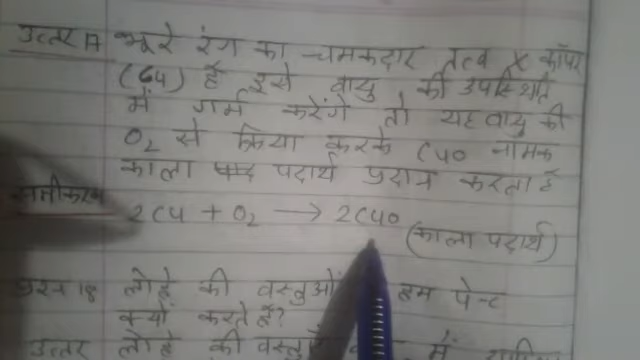 उत्तर 17 भूरे रंग का चमकदार तत्व X कॉपर
(Cu) है इसे वायु की उपस्थिति
में गर्म करेंगे तो यह वायु की
O2 से क्रिया करके CuO नामक
काला पदार्थ प्रदान करता है
समीकरण 2Cu + O2 → 2CuO
(काला पदार्थ)
प्रश्न 18 लोहे की वस्तुओं हम पेन्ट
क्यों करते हैं?
उत्तर लोहे की वस्तुएँ में